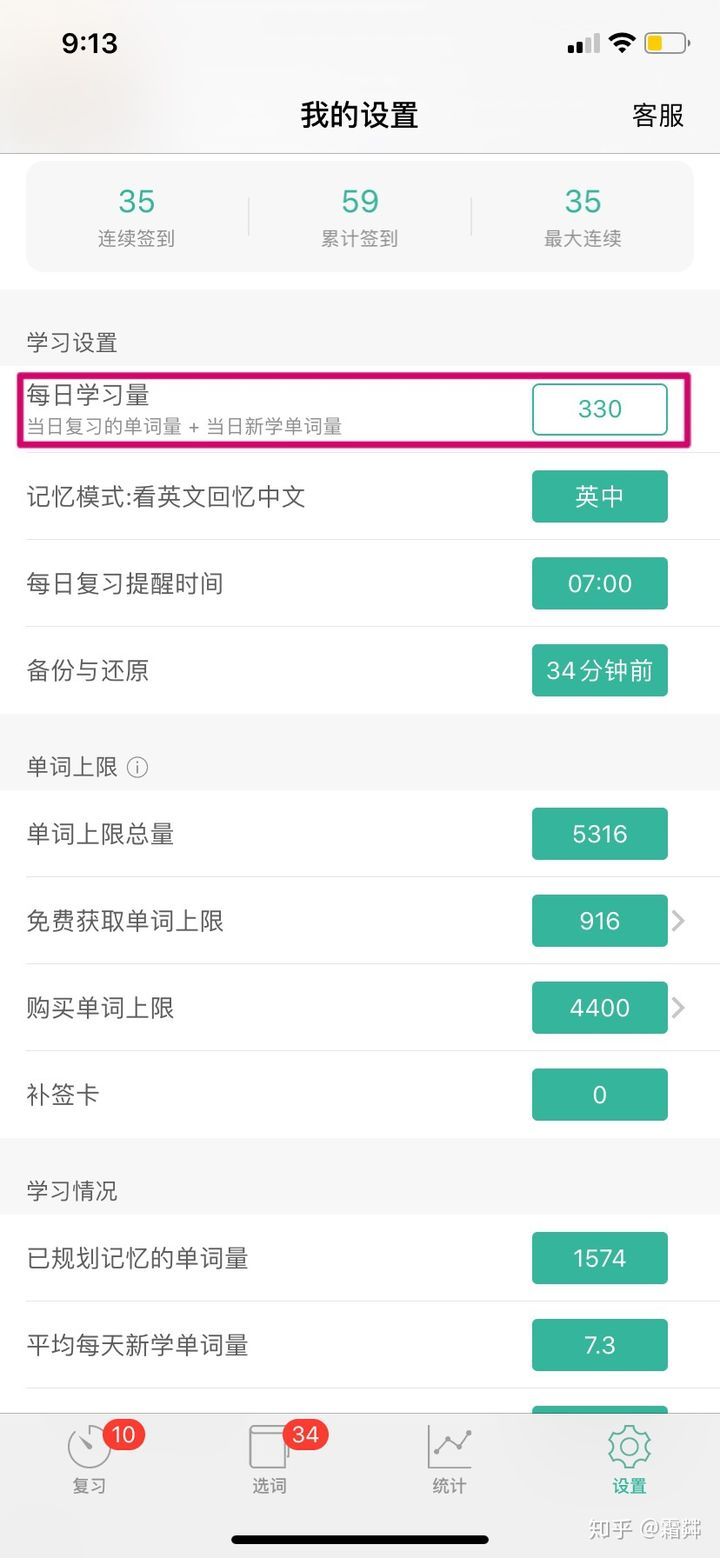 9:13
我的设置
客服
35 59 35
连续签到 累计签到 最大连续
学习设置
每日学习量 330
当日复习的单词量 + 当日新学单词量
记忆模式:看英文回忆中文 英中
每日复习提醒时间 07:00
备份与还原 34分钟前
单词上限
单词上限总量 5316
免费获取单词上限 916
购买单词上限 4400
补签卡 0
学习情况
已规划记忆的单词量 1574
平均每天新学单词量 7.3
10 34
复习 选词 统计 设置
知乎 @霜